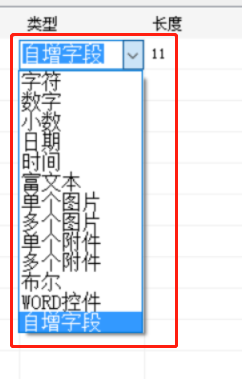 类型 长度
自增字段 11
字符
数字
小数
日期
时间
富文本
单个图片
多个图片
单个附件
多个附件
布尔
WORD控件
自增字段